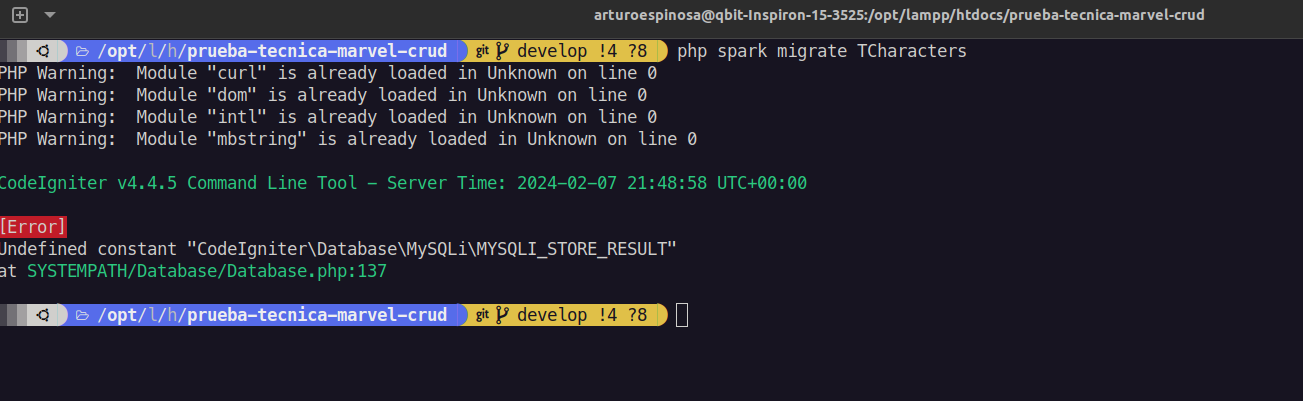 arturoespinosa@qbit-Inspiron-15-3525:/opt/lampp/htdocs/prueba-tecnica-marvel-crud
/opt/l/h/prueba-tecnica-marvel-crud git develop !4 ?8 php spark migrate TCharacters
PHP Warning:  Module "curl" is already loaded in Unknown on line 0
PHP Warning:  Module "dom" is already loaded in Unknown on line 0
PHP Warning:  Module "intl" is already loaded in Unknown on line 0
PHP Warning:  Module "mbstring" is already loaded in Unknown on line 0
CodeIgniter v4.4.5 Command Line Tool - Server Time: 2024-02-07 21:48:58 UTC+00:00
[Error]
Undefined constant "CodeIgniter\Database\MySQLi\MYSQLI_STORE_RESULT"
at SYSTEMPATH/Database/Database.php:137
/opt/l/h/prueba-tecnica-marvel-crud git develop !4 ?8